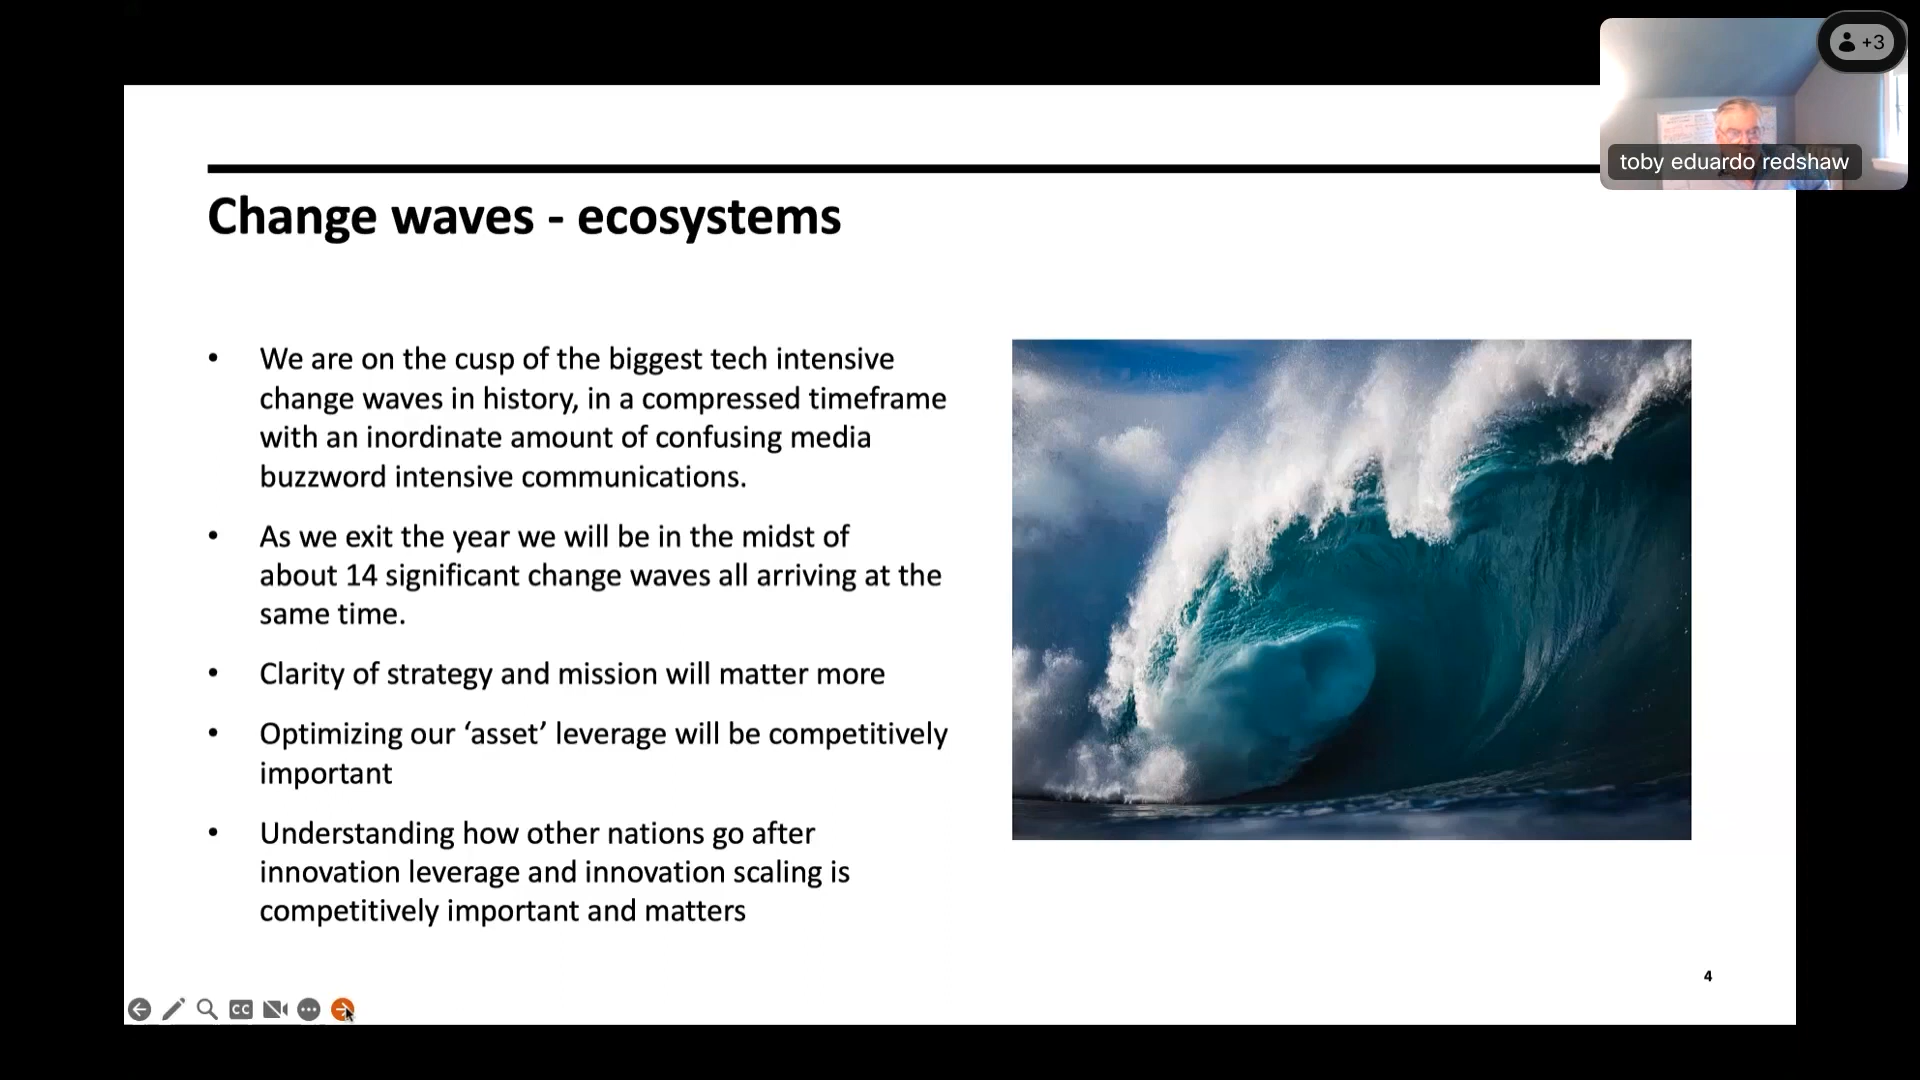 +3
toby eduardo redshaw
Change waves - ecosystems
• We are on the cusp of the biggest tech intensive
change waves in history, in a compressed timeframe
with an inordinate amount of confusing media
buzzword intensive communications.
• As we exit the year we will be in the midst of
about 14 significant change waves all arriving at the
same time.
• Clarity of strategy and mission will matter more
• Optimizing our ‘asset’ leverage will be competitively
important
• Understanding how other nations go after
innovation leverage and innovation scaling is
competitively important and matters
4
CC